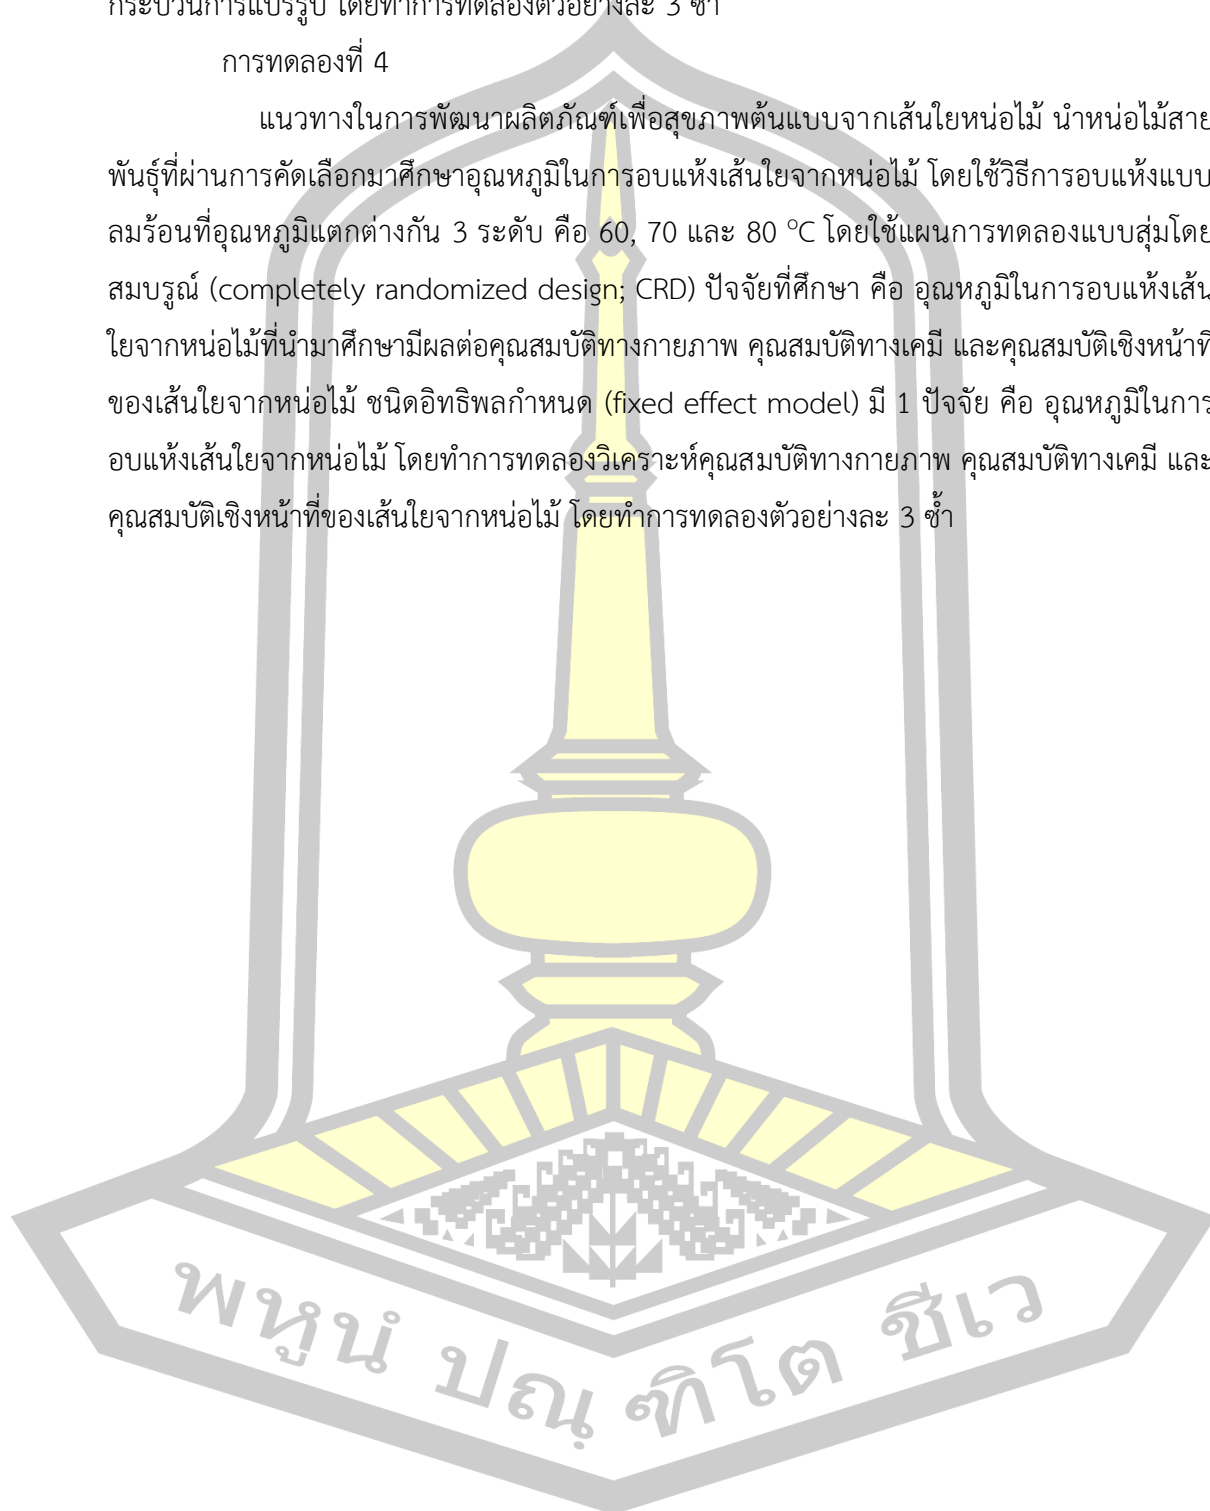 กระบวนการแปรรูป โดยทำการทดลองตัวอย่างละ 3 ซ้ำ
การทดลองที่ 4
แนวทางในการพัฒนาผลิตภัณฑ์เพื่อสุขภาพต้นแบบจากเส้นใยหน่อไม้ นำหน่อไม้สาย
พันธุ์ที่ผ่านการคัดเลือกมาศึกษาอุณหภูมิในการอบแห้งเส้นใยจากหน่อไม้ โดยใช้วิธีการอบแห้งแบบ
ลมร้อนที่อุณหภูมิแตกต่างกัน 3 ระดับ คือ 60, 70 และ 80 °C โดยใช้แผนการทดลองแบบสุ่มโดย
สมบรูณ์ (completely randomized design; CRD) ปัจจัยที่ศึกษา คือ อุณหภูมิในการอบแห้งเส้น
ใยจากหน่อไม้ที่นำมาศึกษามีผลต่อคุณสมบัติทางกายภาพ คุณสมบัติทางเคมี และคุณสมบัติเชิงหน้าที่
ของเส้นใยจากหน่อไม้ ชนิดอิทธิพลกำหนด (fixed effect model) มี 1 ปัจจัย คือ อุณหภูมิในการ
อบแห้งเส้นใยจากหน่อไม้ โดยทำการทดลองวิเคราะห์คุณสมบัติทางกายภาพ คุณสมบัติทางเคมี และ
คุณสมบัติเชิงหน้าที่ของเส้นใยจากหน่อไม้ โดยทำการทดลองตัวอย่างละ 3 ซ้ำ
พหูนํ ปณฺฑิโต ชีเว